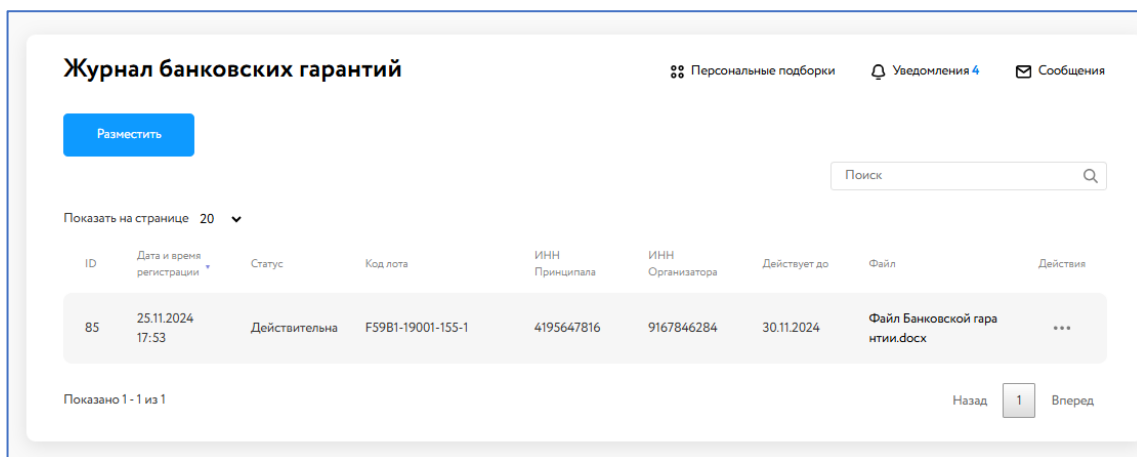 Журнал банковских гарантий
Персональные подборки
Уведомления 4
Сообщения
Разместить
Поиск
Показать на странице 20
ID
Дата и время
регистрации
Статус
Код лота
ИНН
Принципала
ИНН
Организатора
Действует до
Файл
Действия
85
25.11.2024
17:53
Действительна
F59B1-19001-155-1
4195647816
9167846284
30.11.2024
Файл Банковской гара
нтии.docx
Показано 1 - 1 из 1
Назад
1
Вперед